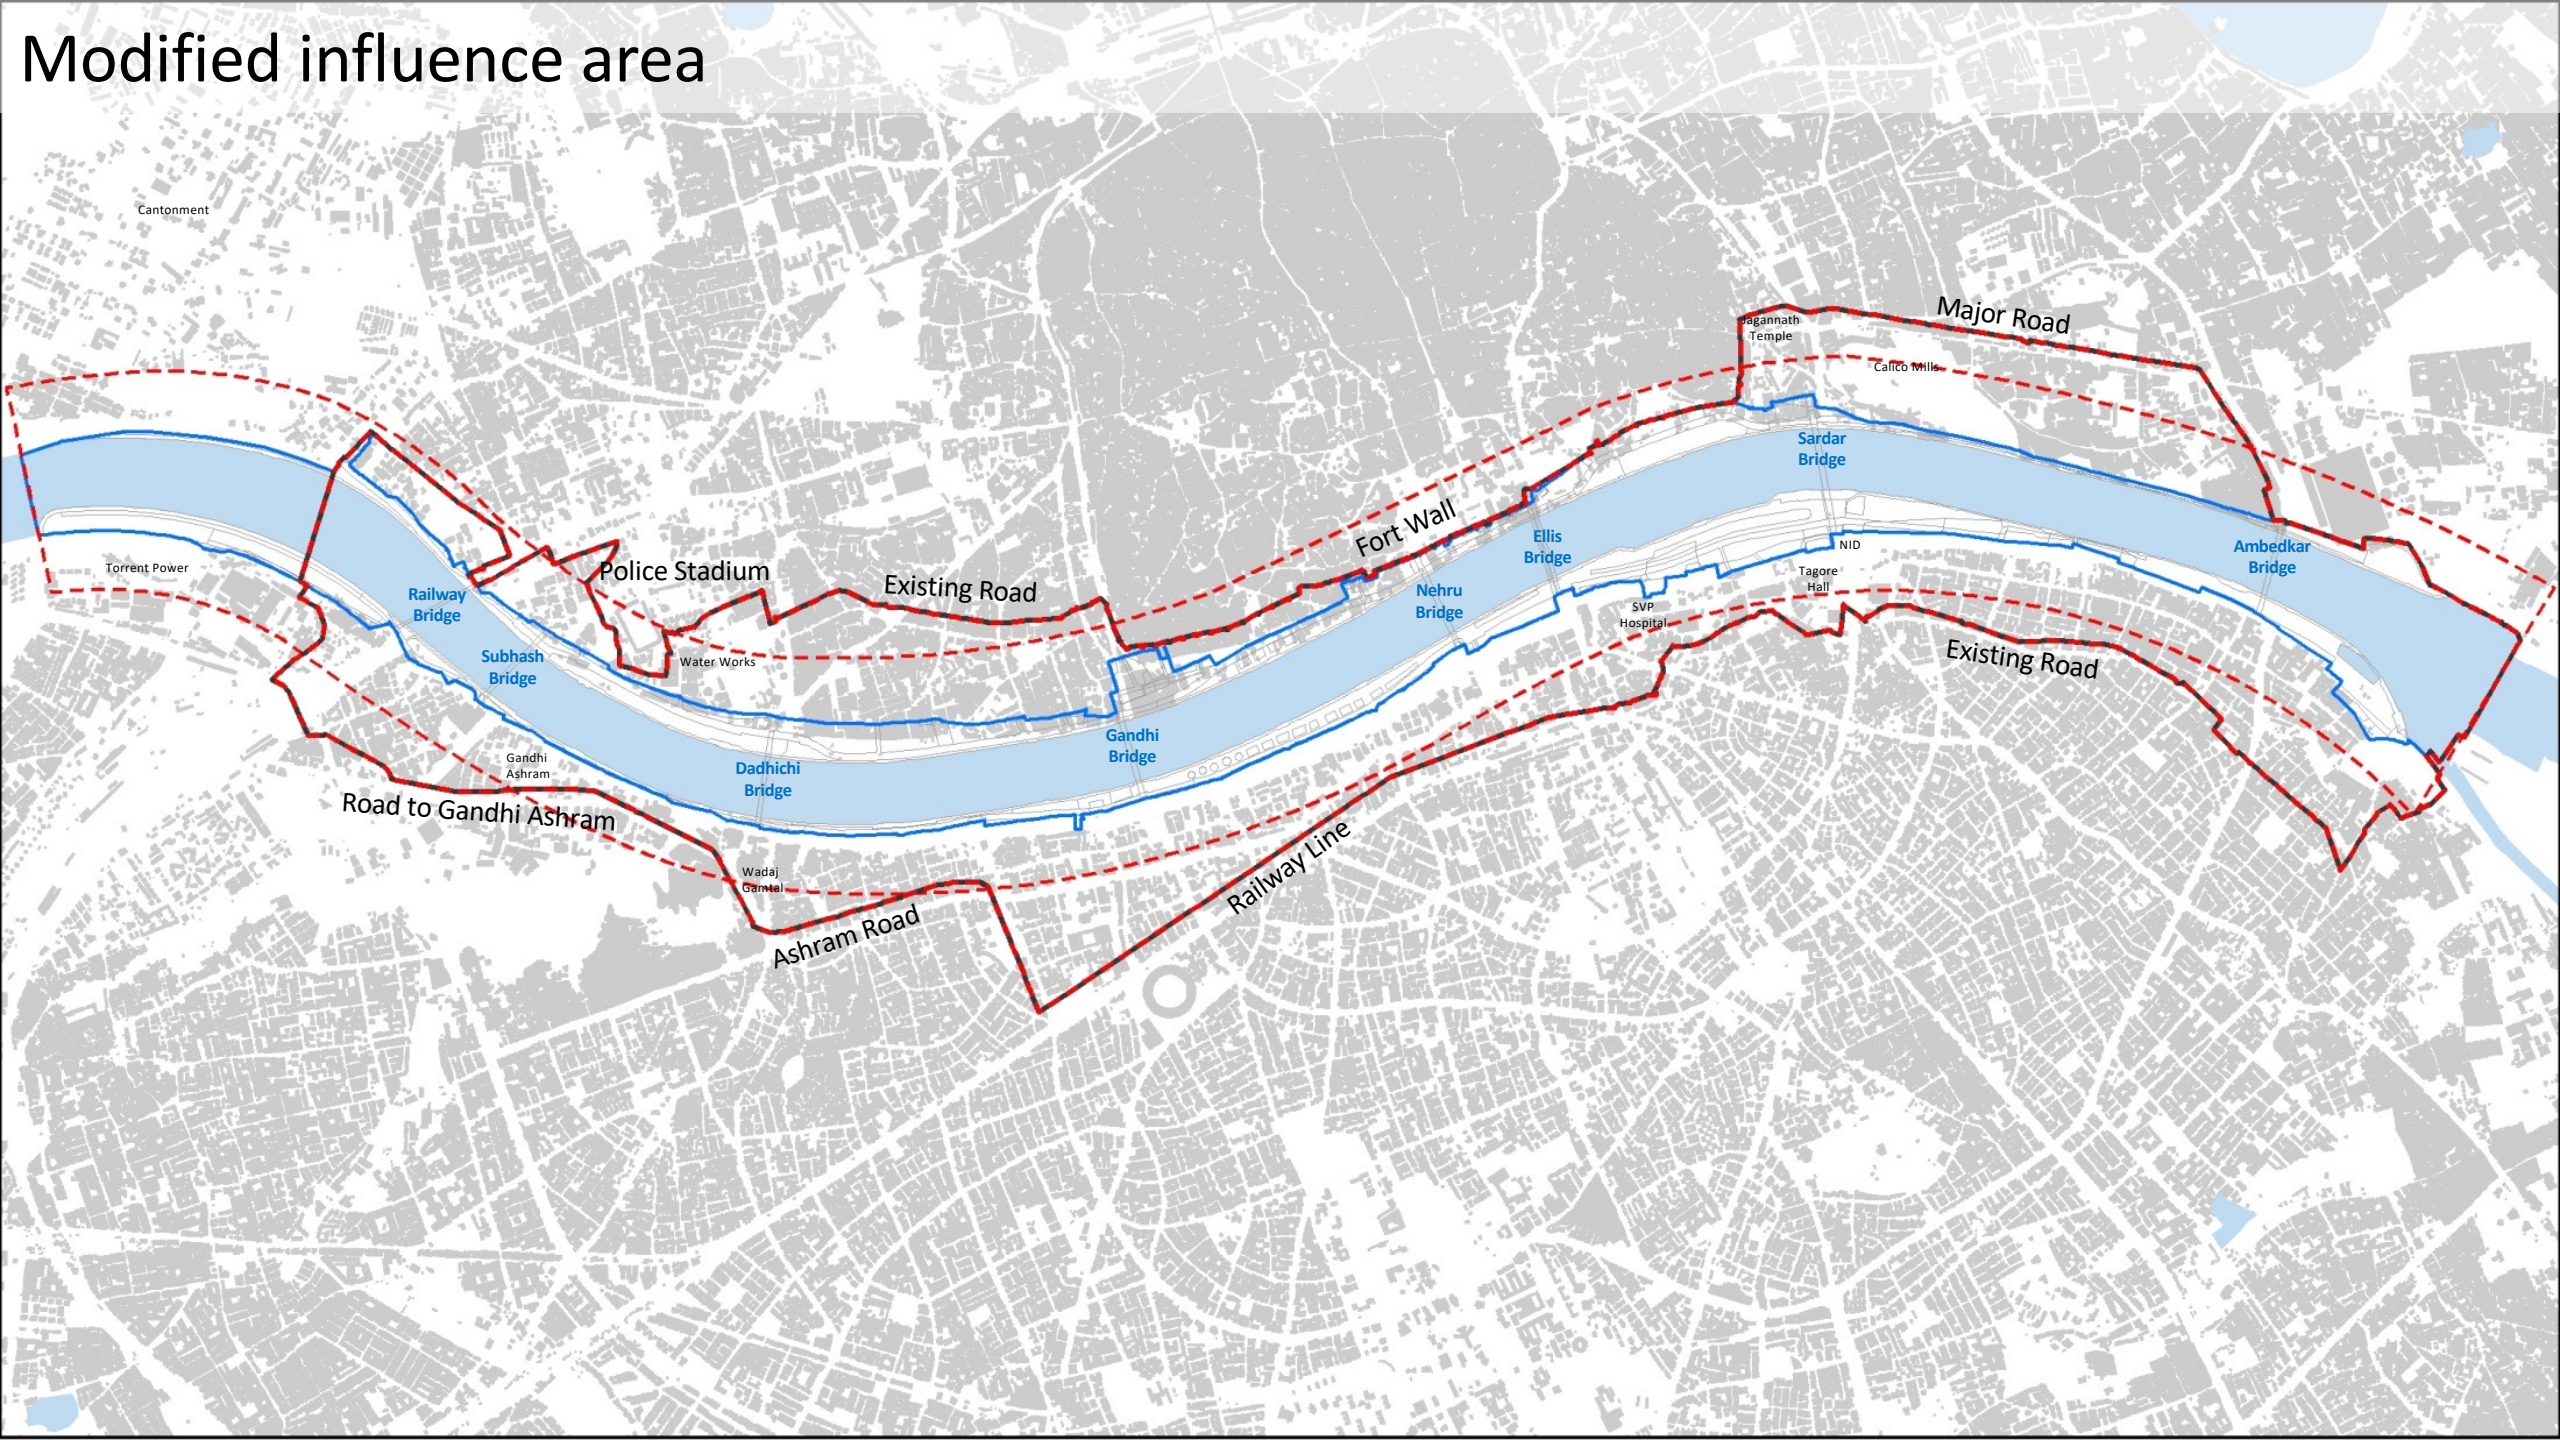 Modified influence area
Cantonment
Major Road
Jagannath
Temple
Calico Mills
Sardar
Bridge
Fort Wall
Ellis
Bridge
NID
Ambedkar
Bridge
Torrent Power
Police Stadium
Existing Road
Tagore
Hall
Railway
Bridge
Nehru
Bridge
SVP
Hospital
Subhash
Bridge
Water Works
Existing Road
Gandhi
Bridge
Gandhi
Ashram
Dadhichi
Bridge
Road to Gandhi Ashram
Wadaj
Gamtal
Railway Line
Ashram Road